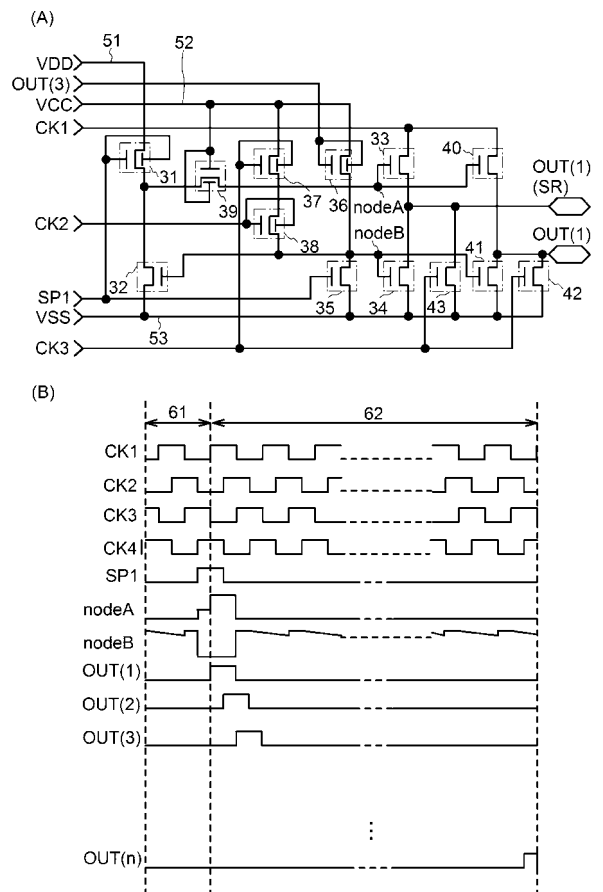 (A)
51
52
VDD
OUT(3)
VCC
CK1
33
40
OUT(1)
(SR)
31
39
37
36
nodeA
CK2
38
nodeB
OUT(1)
32
41
SP1
35
34
43
42
VSS
53
CK3
(B)
61
62
CK1
CK2
CK3
CK4
SP1
nodeA
nodeB
OUT(1)
OUT(2)
OUT(3)
OUT(n)